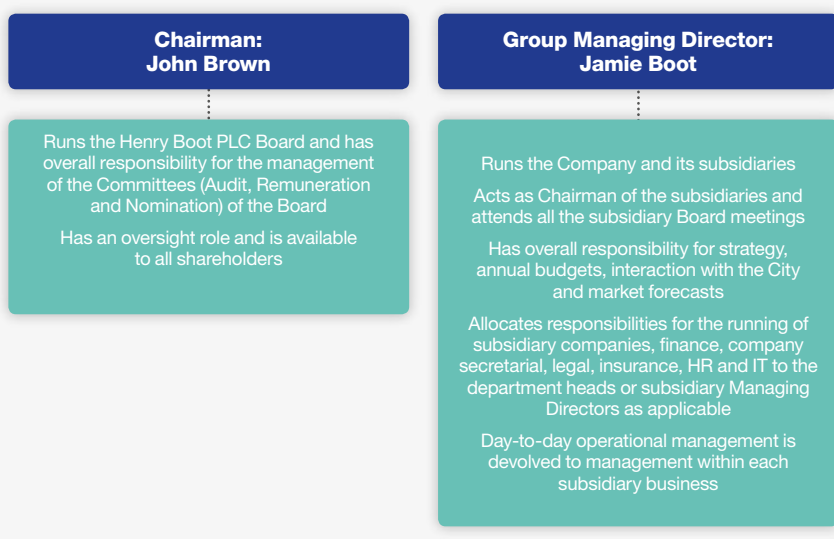 Chairman:
John Brown
Runs the Henry Boot PLC Board and has
overall responsibility for the management
of the Committees (Audit, Remuneration
and Nomination) of the Board
Has an oversight role and is available
to all shareholders
Group Managing Director:
Jamie Boot
Runs the Company and its subsidiaries
Acts as Chairman of the subsidiaries and
attends all the subsidiary Board meetings
Has overall responsibility for strategy,
annual budgets, interaction with the City
and market forecasts
Allocates responsibilities for the running of
subsidiary companies, finance, company
secretarial, legal, insurance, HR and IT to the
department heads or subsidiary Managing
Directors as applicable
Day-to-day operational management is
devolved to management within each
subsidiary business